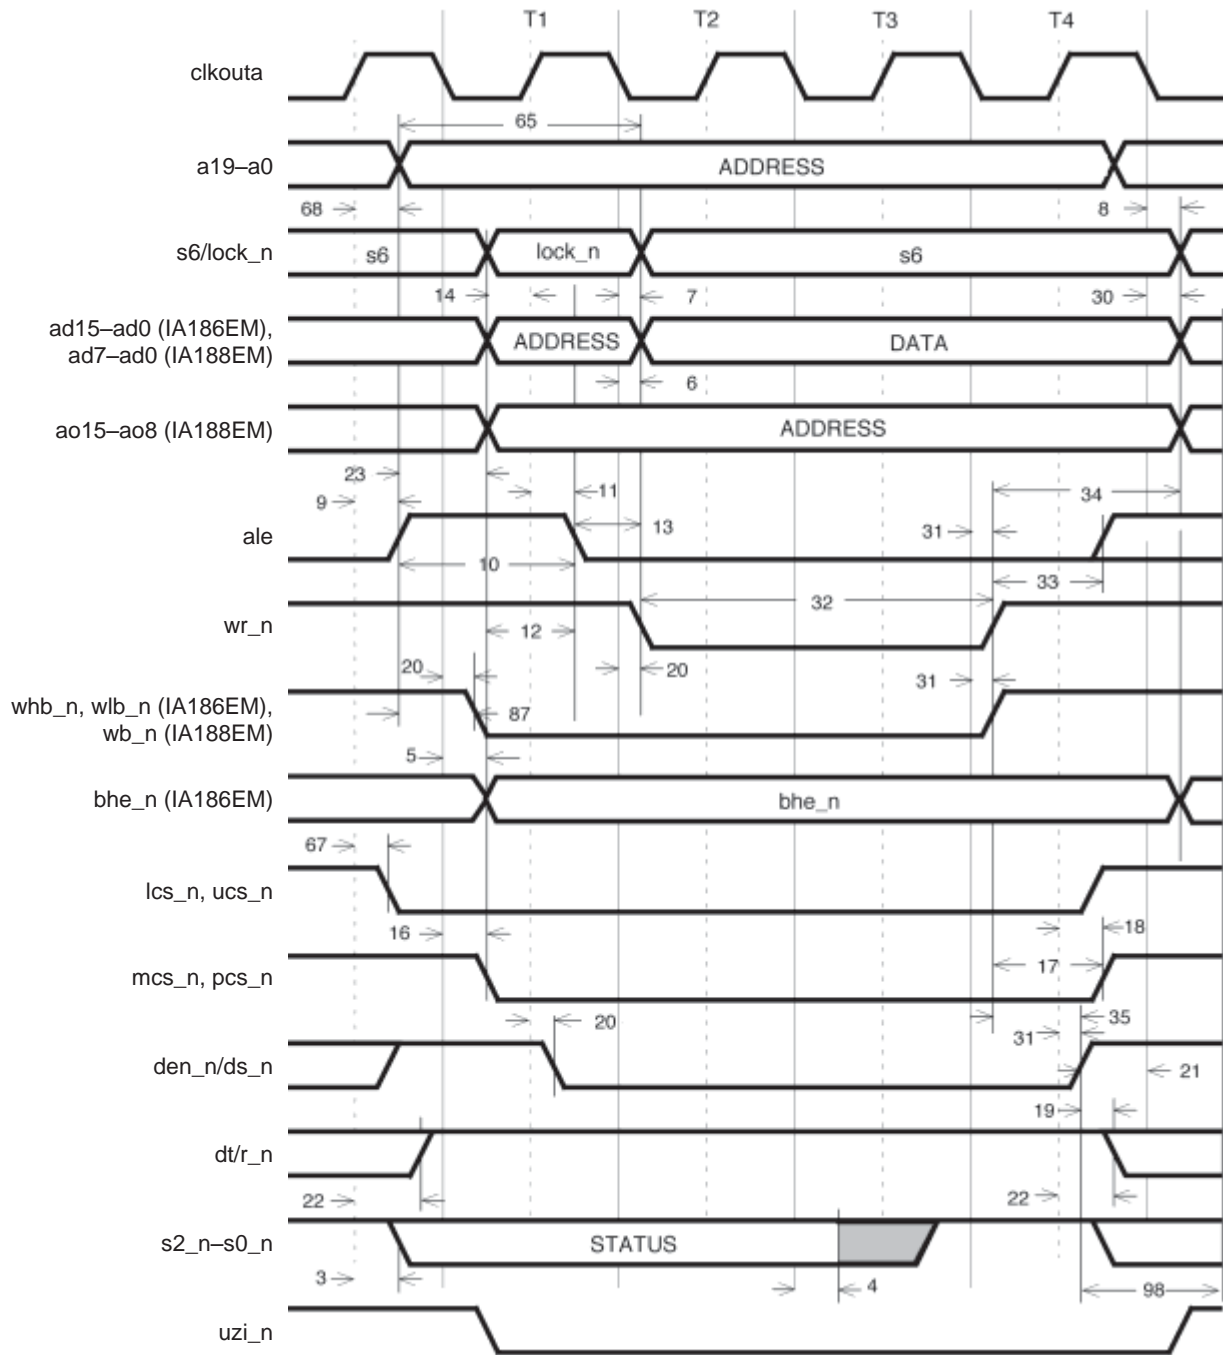 T1 T2 T3 T4
clkouta
65
a19–a0 ADDRESS
68 8
s6/lock_n s6 lock_n s6
14 7 30
ad15–ad0 (IA186EM),
ad7–ad0 (IA188EM) ADDRESS DATA
6
ao15–ao8 (IA188EM) ADDRESS
23
9 11 34
ale 13 31
10 33
32
wr_n 12
20 20 31
whb_n, wlb_n (IA186EM),
wb_n (IA188EM) 87
5
bhe_n (IA186EM) bhe_n
67
lcs_n, ucs_n
16 18
mcs_n, pcs_n 17
20 35
31
den_n/ds_n 21
19
dt/r_n
22 22
s2_n–s0_n STATUS
3 4 98
uzi_n